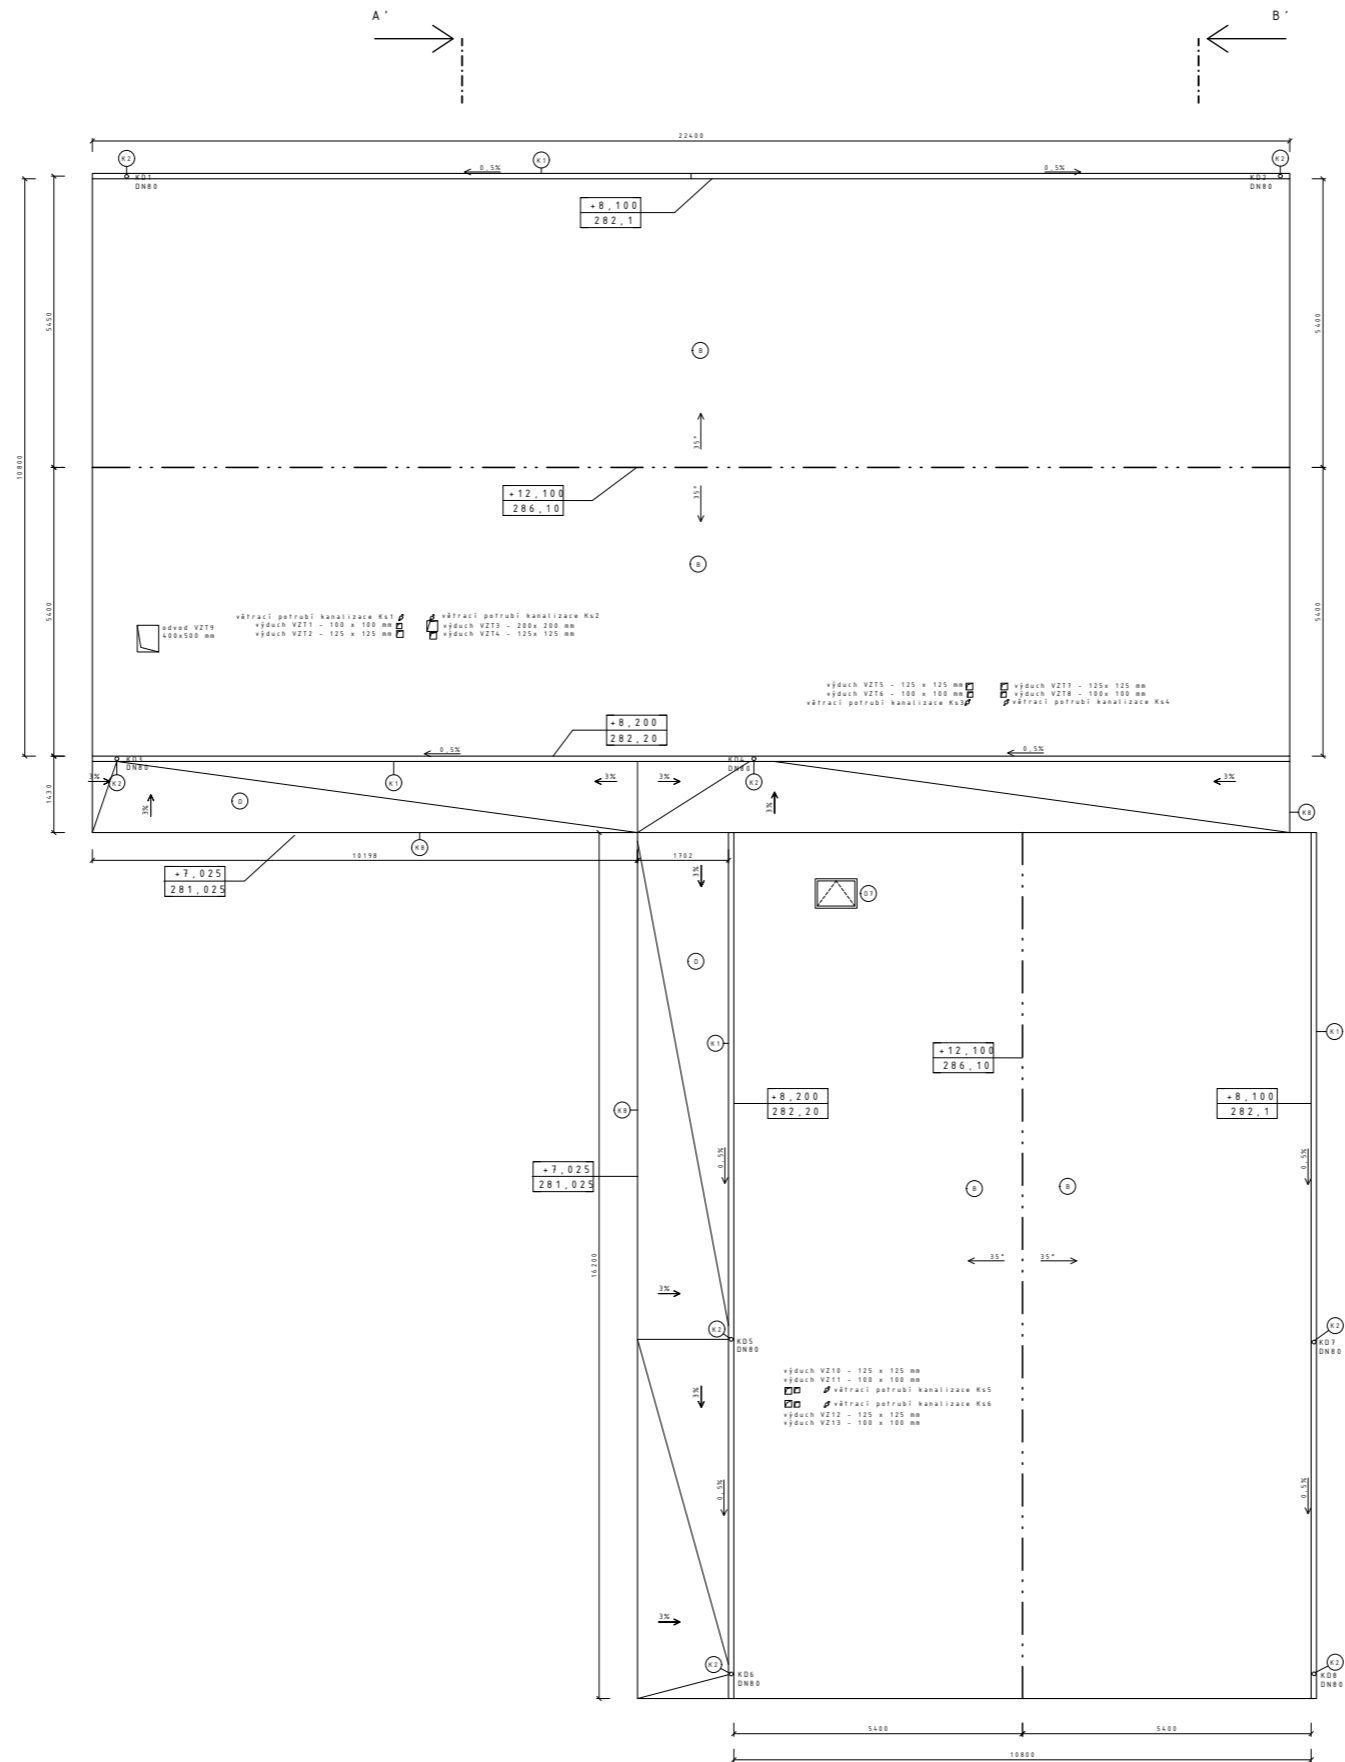 A'
B'
22400
K2
K1
K2
0,5%
0,5%
KD1
DN80
KD2
DN80
+8,100
282,1
5450
5400
10800
B
35°
35°
+12,100
286,10
B
5400
5400
odvod VZT9
400x500 mm
větrací potrubí kanalizace Ks1
výduch VZT1 - 100 x 100 mm
výduch VZT2 - 125 x 125 mm
větrací potrubí kanalizace Ks2
výduch VZT3 - 200x 200 mm
výduch VZT4 - 125x 125 mm
výduch VZT5 - 125 x 125 mm
výduch VZT6 - 100 x 100 mm
větrací potrubí kanalizace Ks3
výduch VZT7 - 125x 125 mm
výduch VZT8 - 100x 100 mm
větrací potrubí kanalizace Ks4
+8,200
282,20
0,5%
0,5%
KD3
DN80
KD4
DN80
3%
K2
K1
3%
3%
K2
3%
1430
3%
D
3%
K8
K8
10198
1702
+7,025
281,025
3%
O7
D
K1
K1
+12,100
286,10
+8,200
282,20
+8,100
282,1
K8
0,5%
0,5%
+7,025
281,025
B
B
16200
35°
35°
3%
K2
KD5
DN80
K2
KD7
DN80
výduch VZ10 - 125 x 125 mm
výduch VZ11 - 100 x 100 mm
větrací potrubí kanalizace Ks5
větrací potrubí kanalizace Ks6
výduch VZ12 - 125 x 125 mm
výduch VZ13 - 100 x 100 mm
3%
0,5%
0,5%
3%
K2
KD6
DN80
K2
KD8
DN80
5400
5400
10800